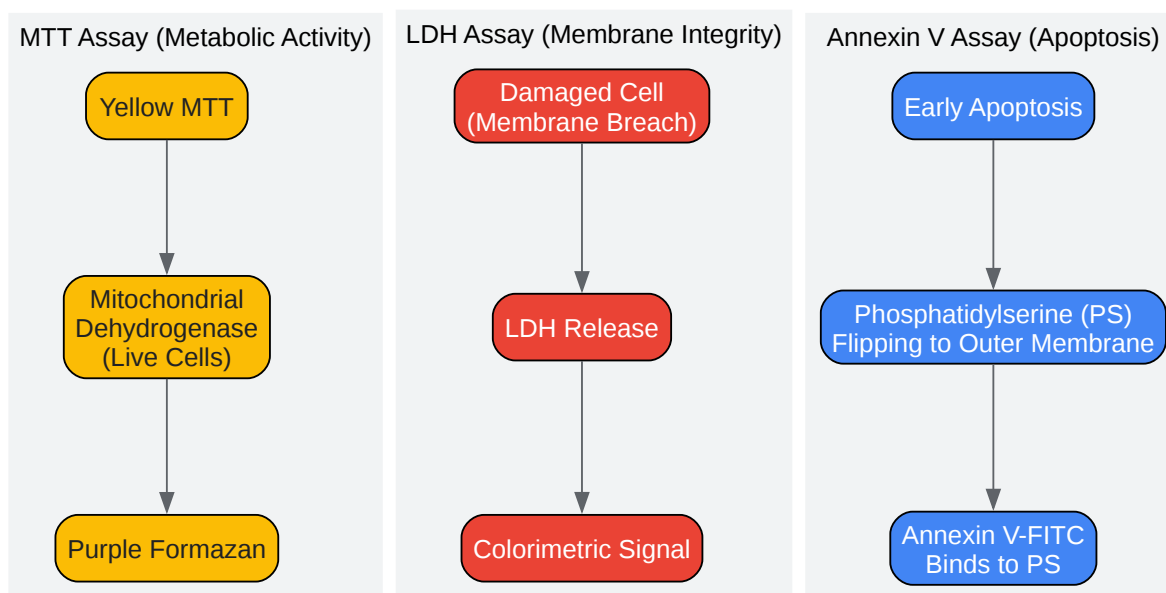 MTT Assay (Metabolic Activity)
Yellow MTT
Mitochondrial
Dehydrogenase
(Live Cells)
Purple Formazan
LDH Assay (Membrane Integrity)
Damaged Cell
(Membrane Breach)
LDH Release
Colorimetric Signal
Annexin V Assay (Apoptosis)
Early Apoptosis
Phosphatidylserine (PS)
Flipping to Outer Membrane
Annexin V-FITC
Binds to PS